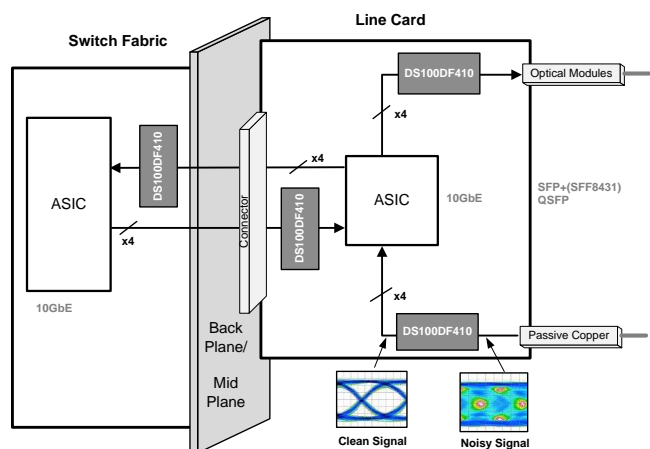 Line Card
Switch Fabric
DS100DF410
Optical Modules
x4
DS100DF410
x4
ASIC
ASIC
10GbE
SFP+(SFF8431)
QSFP
Connector
DS100DF410
x4
10GbE
x4
Back
Plane/
Mid
Plane
DS100DF410
Passive Copper
Clean Signal
Noisy Signal